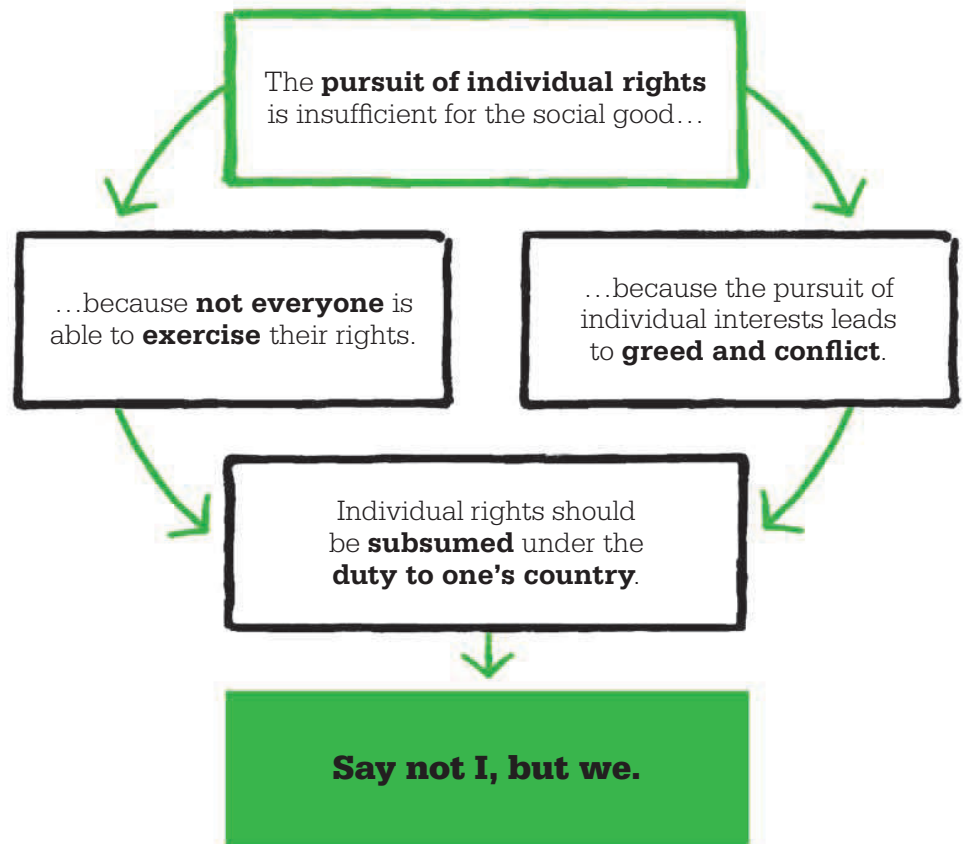 The pursuit of individual rights
is insufficient for the social good…
…because not everyone is
able to exercise their rights.
…because the pursuit of
individual interests leads
to greed and conflict.
Individual rights should
be subsumed under the
duty to one’s country.
Say not I, but we.